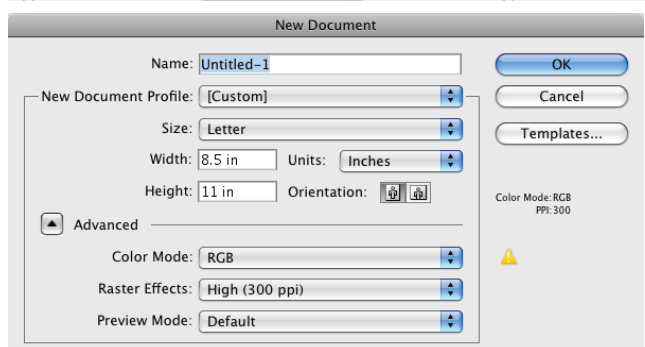 New Document
Name: Untitled-1
OK
New Document Profile: [Custom]
Cancel
Size: Letter
Templates...
Width: 8.5 in Units: Inches
Height: 11 in Orientation:
Color Mode:RGB
PPI:300
Advanced
Color Mode: RGB
Raster Effects: High (300 ppi)
Preview Mode: Default